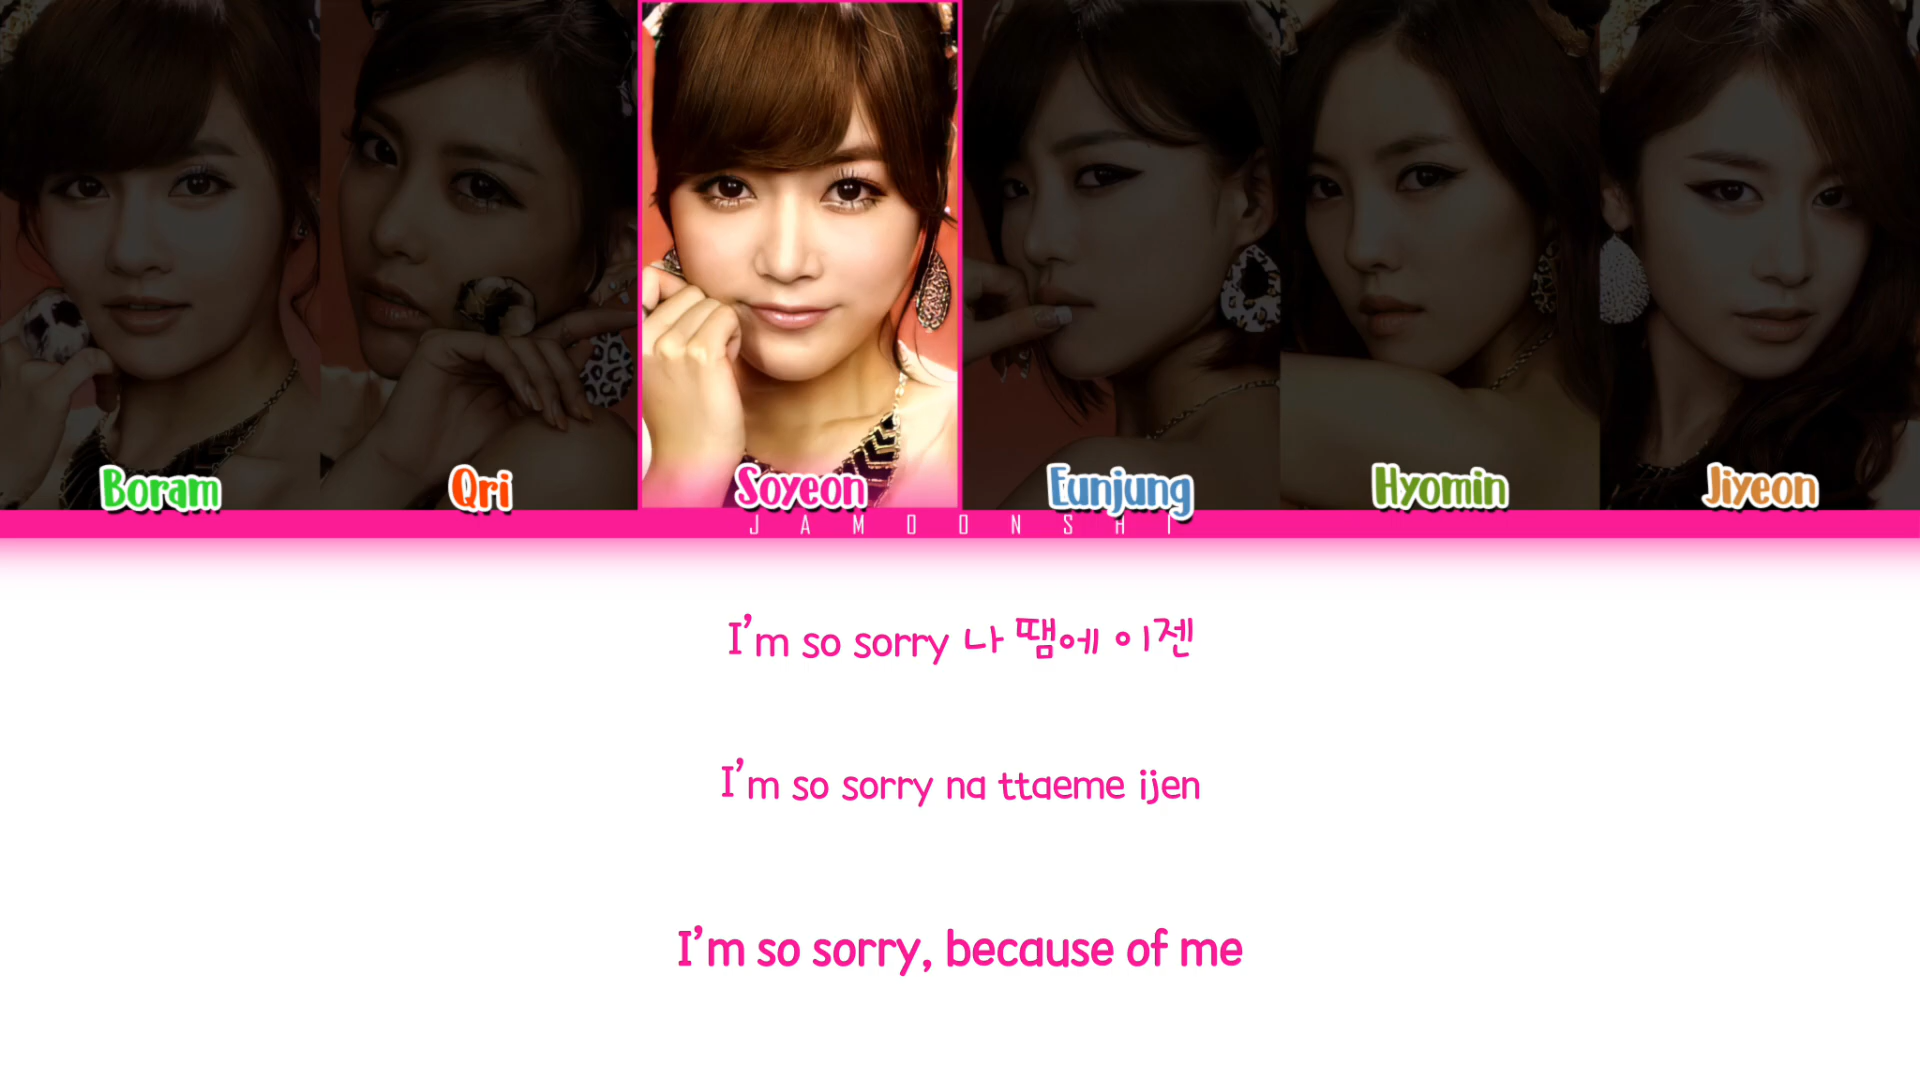 Boram Qri Soyeon Eunjung Hyomin Jiyeon
JAMOONSHI
I'm so sorry 나 땜에 이젠
I'm so sorry na ttaeme ijen
I'm so sorry, because of me